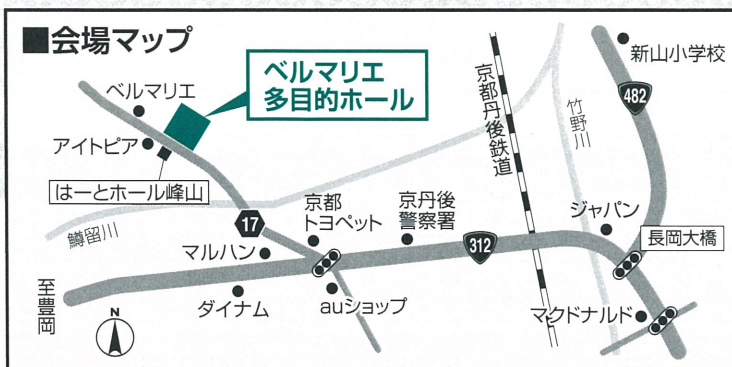 ■会場マップ
ベルマリエ
多目的ホール
ベルマリエ
アイトピア
はーとホール峰山
鱒留川
17
マルハン
京都
トヨペット
京丹後
警察署
312
京都丹後鉄道
竹野川
482
新山小学校
ジャパン
長岡大橋
マクドナルド
auショップ
ダイナム
至豊岡
N